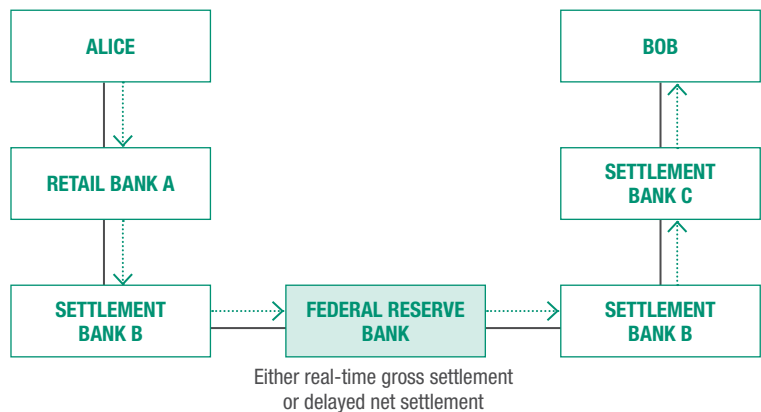 ALICE
BOB
RETAIL BANK A
SETTLEMENT
BANK C
SETTLEMENT
BANK B
FEDERAL RESERVE
BANK
SETTLEMENT
BANK B
Either real-time gross settlement
or delayed net settlement